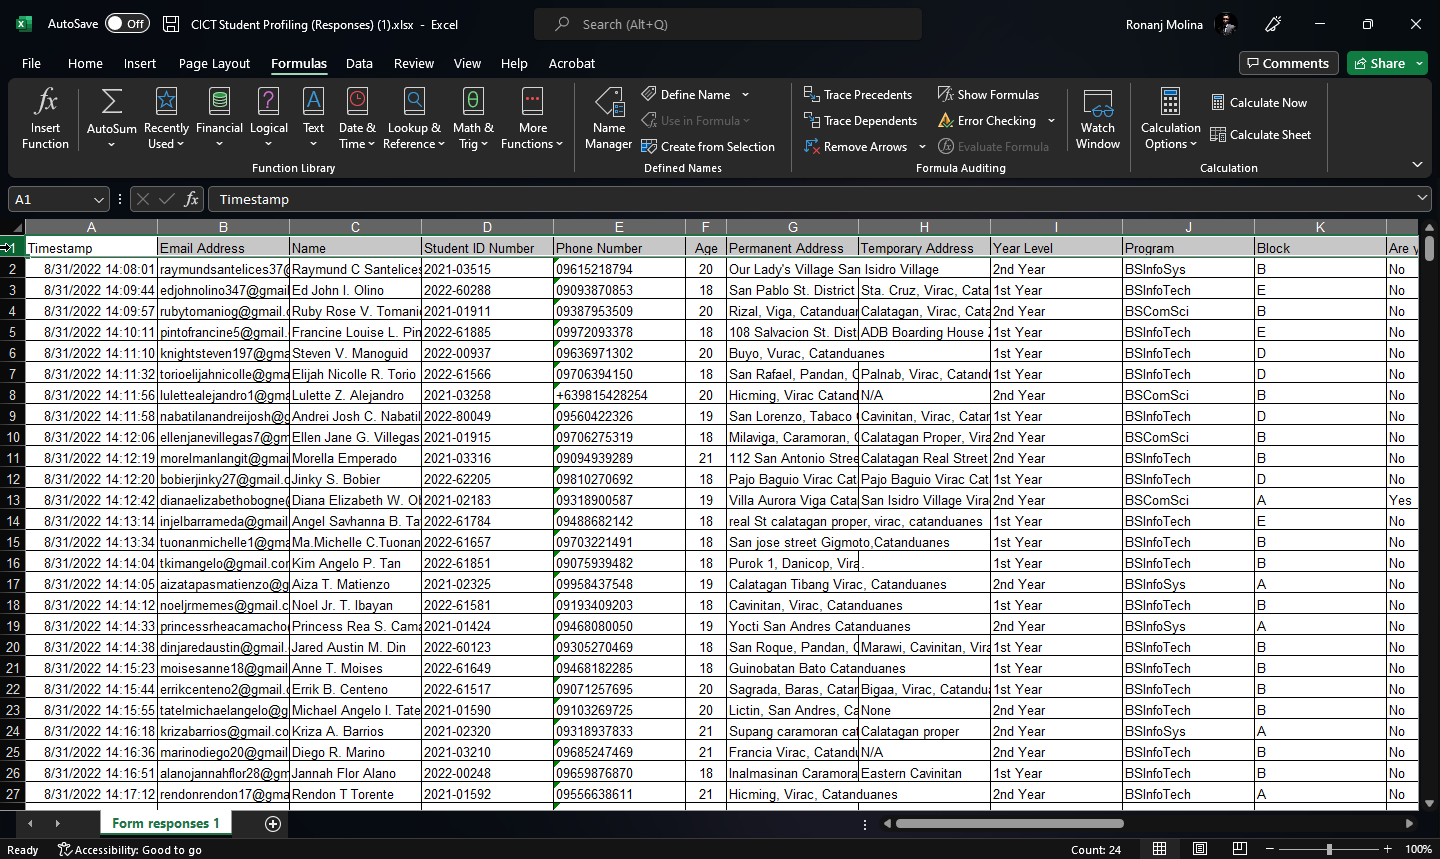 AutoSave Off CICT Student Profiling (Responses) (1).xlsx - Excel Search (Alt+Q) Ronanj Molina
File Home Insert Page Layout Formulas Data Review View Help Acrobat Comments Share
Insert Function AutoSum Recently Used Financial Logical Text Date & Time Lookup & Reference Math & Trig More Functions
Function Library
Name Manager Define Name Use in Formula Create from Selection
Defined Names
Trace Precedents Trace Dependents Remove Arrows Show Formulas Error Checking Evaluate Formula Watch Window
Formula Auditing
Calculation Options Calculate Now Calculate Sheet
Calculation
A1 fx Timestamp
A B C D E F G H I J K
1 Timestamp Email Address Name Student ID Number Phone Number Age Permanent Address Temporary Address Year Level Program Block Are y
2 8/31/2022 14:08:01 raymundsantelices37@ Raymund C Santelices 2021-03515 09615218794 20 Our Lady's Village San Isidro Village 2nd Year BSInfoSys B No
3 8/31/2022 14:09:44 edjohnolino347@gmail Ed John I. Olino 2022-60288 09093870853 18 San Pablo St. District Sta. Cruz, Virac, Cata 1st Year BSInfoTech E No
4 8/31/2022 14:09:57 rubytomaniog@gmail.c Ruby Rose V. Tomani 2021-01911 09387953509 20 Rizal, Viga, Catanduan Calatagan, Virac, Cata 2nd Year BSComSci B No
5 8/31/2022 14:10:11 pintofrancine5@gmail. Francine Louise L. Pin 2022-61885 09972093378 18 108 Salvacion St. Dist ADB Boarding House 1st Year BSInfoTech E No
6 8/31/2022 14:11:10 knightsteven197@gma Steven V. Manoguid 2022-00937 09636971302 20 Buyo, Vurac, Catanduanes 1st Year BSInfoTech D No
7 8/31/2022 14:11:32 torioelijahnicolle@gma Elijah Nicolle R. Torio 2022-61566 09706394150 18 San Rafael, Pandan, C Palnab, Virac, Catand 1st Year BSInfoTech D No
8 8/31/2022 14:11:56 lulettealejandro1@gma Lulette Z. Alejandro 2021-03258 +639815428254 20 Hicming, Virac Catand N/A 2nd Year BSComSci B No
9 8/31/2022 14:11:58 nabatilanandreijosh@g Andrei Josh C. Nabatil 2022-80049 09560422326 19 San Lorenzo, Tabaco Cavinitan, Virac, Catan 1st Year BSInfoTech D No
10 8/31/2022 14:12:06 ellenjanevillegas7@gm Ellen Jane G. Villegas 2021-01915 09706275319 18 Milaviga, Caramoran, C Calatagan Proper, Vira 2nd Year BSComSci B No
11 8/31/2022 14:12:19 morelmanlangit@gmai Morella Emperado 2021-03316 09094939289 21 112 San Antonio Stree Calatagan Real Street 2nd Year BSInfoTech B No
12 8/31/2022 14:12:20 bobierjinky27@gmail.c Jinky S. Bobier 2022-62205 09810270692 18 Pajo Baguio Virac Cat Pajo Baguio Virac Cat 1st Year BSInfoTech D No
13 8/31/2022 14:12:42 dianaelizabethobogne@ Diana Elizabeth W. Ob 2021-02183 09318900587 19 Villa Aurora Viga Cata San Isidro Village Vira 2nd Year BSComSci A Yes
14 8/31/2022 14:13:14 injelbarrameda@gmail Angel Savhanna B. Ta 2022-61784 09488682142 18 real St calatagan proper, virac, catanduanes 1st Year BSInfoTech E No
15 8/31/2022 14:13:34 tuonanmichelle1@gma Ma.Michelle C.Tuonan 2022-61657 09703221491 18 San jose street Gigmoto,Catanduanes 1st Year BSInfoTech B No
16 8/31/2022 14:14:04 tkimangelo@gmail.com Kim Angelo P. Tan 2022-61851 09075939482 18 Purok 1, Danicop, Vira . 1st Year BSInfoTech B No
17 8/31/2022 14:14:05 aizatapasmatienzo@g Aiza T. Matienzo 2021-02325 09958437548 19 Calatagan Tibang Virac, Catanduanes 2nd Year BSInfoSys A No
18 8/31/2022 14:14:12 noeljrmemes@gmail.c Noel Jr. T. Ibayan 2022-61581 09193409203 18 Cavinitan, Virac, Catanduanes 1st Year BSInfoTech B No
19 8/31/2022 14:14:33 princessrheacamacho Princess Rea S. Cama 2021-01424 09468080050 19 Yocti San Andres Catanduanes 2nd Year BSInfoSys A No
20 8/31/2022 14:14:38 dinjaredaustin@gmail. Jared Austin M. Din 2022-60123 09305270469 18 San Roque, Pandan, C Marawi, Cavinitan, Vira 1st Year BSInfoTech B No
21 8/31/2022 14:15:23 moisesanne18@gmail Anne T. Moises 2022-61649 09468182285 18 Guinobatan Bato Catanduanes 1st Year BSInfoTech B No
22 8/31/2022 14:15:44 errikcenteno2@gmail.c Errik B. Centeno 2022-61517 09071257695 20 Sagrada, Baras, Catan Bigaa, Virac, Catandua 1st Year BSInfoTech B No
23 8/31/2022 14:15:55 tatelmichaelangelo@g Michael Angelo I. Tate 2021-01590 09103269725 20 Lictin, San Andres, Ca None 2nd Year BSInfoTech B No
24 8/31/2022 14:16:18 krizabarrios@gmail.co Kriza A. Barrios 2021-02320 09318937833 21 Supang caramoran cat Calatagan proper 2nd Year BSInfoSys A No
25 8/31/2022 14:16:36 marinodiego20@gmail Diego R. Marino 2021-03210 09685247469 21 Francia Virac, Catandu N/A 2nd Year BSInfoTech B No
26 8/31/2022 14:16:51 alanojannahflor28@gm Jannah Flor Alano 2022-00248 09659876870 18 Inalmasinan Caramora Eastern Cavinitan 1st Year BSInfoTech B No
27 8/31/2022 14:17:12 rendonrendon17@gma Rendon T Torente 2021-01592 09556638611 21 Hicming, Virac, Catanduanes 2nd Year BSInfoTech A No
Form responses 1
Ready Accessibility: Good to go Count: 24 100%